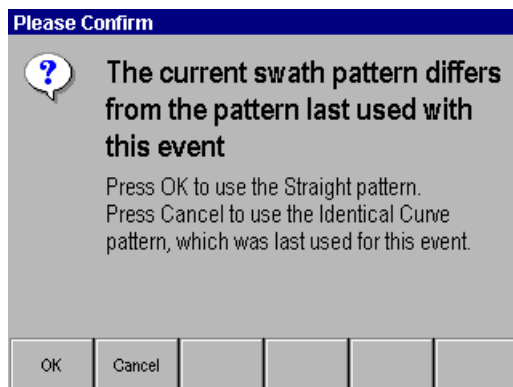 Please Confirm
The current swath pattern differs
from the pattern last used with
this event
Press OK to use the Straight pattern.
Press Cancel to use the Identical Curve
pattern, which was last used for this event.
OK Cancel